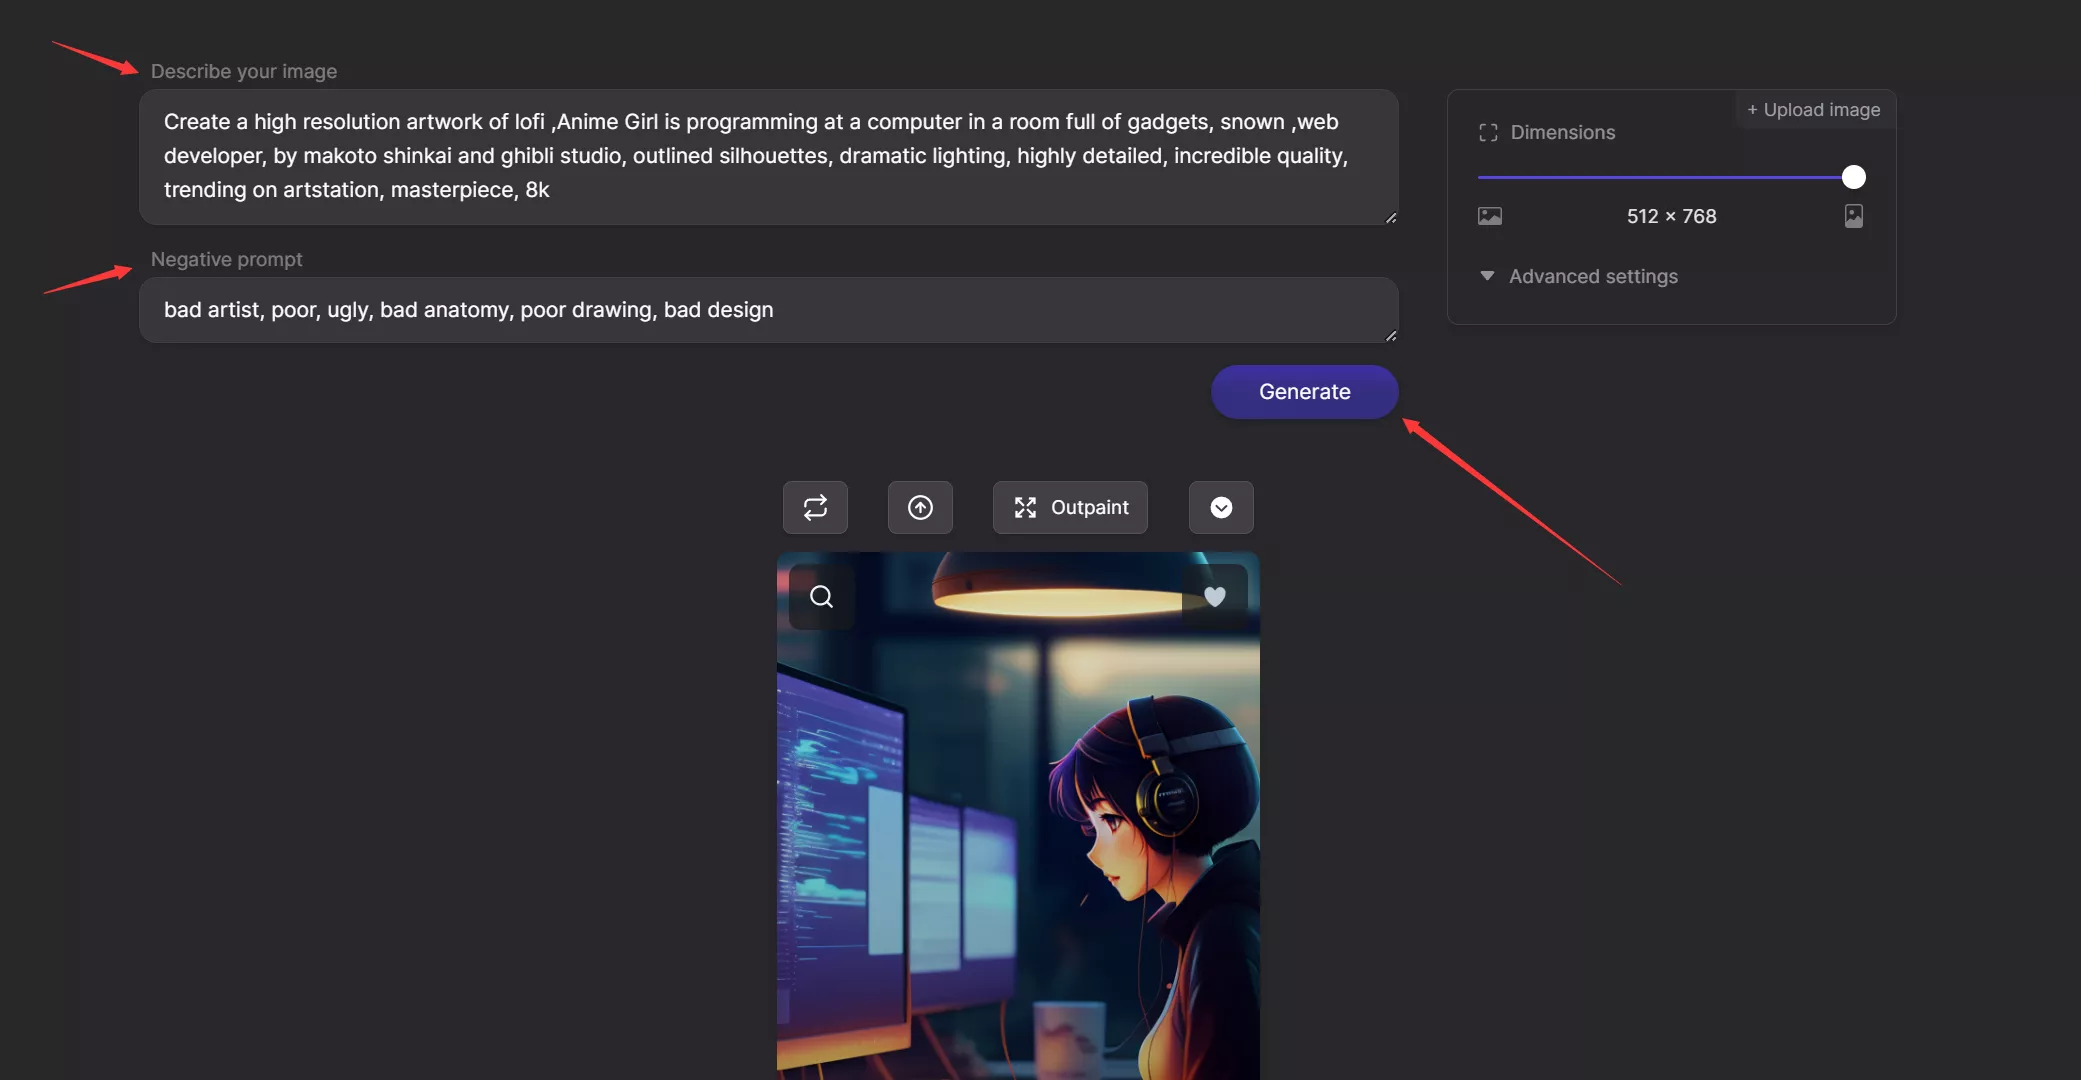 Describe your image
Create a high resolution artwork of lofi ,Anime Girl is programming at a computer in a room full of gadgets, snown ,web
developer, by makoto shinkai and ghibli studio, outlined silhouettes, dramatic lighting, highly detailed, incredible quality,
trending on artstation, masterpiece, 8k
Negative prompt
bad artist, poor, ugly, bad anatomy, poor drawing, bad design
Generate
+ Upload image
Dimensions
512 × 768
Advanced settings
Outpaint